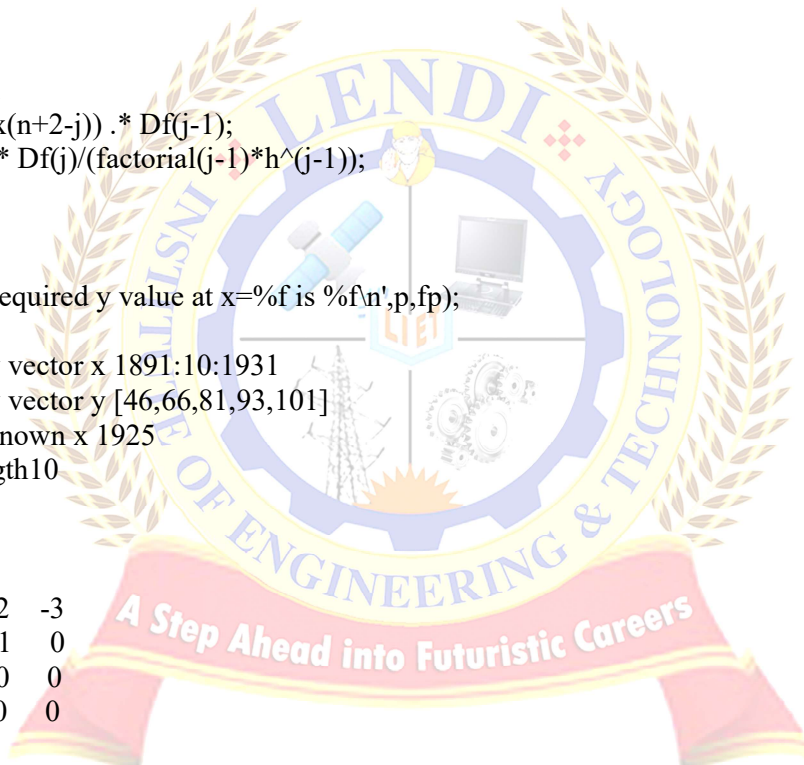 x(n+2-j)) .* Df(j-1);
* Df(j)/(factorial(j-1)*h^(j-1));
equired y value at x=%f is %f\n',p,fp);
vector x 1891:10:1931
vector y [46,66,81,93,101]
nown x 1925
gth10
2 -3
1 0
0 0
0 0
LENDI
INSTITUTE OF ENGINEERING & TECHNOLOGY
LIET
A Step Ahead into Futuristic Careers